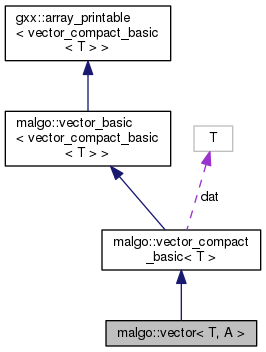 gxx::array_printable
< vector_compact_basic
< T > >
malgo::vector_basic
< vector_compact_basic
< T > >
T
dat
malgo::vector_compact
_basic< T >
malgo::vector< T, A >